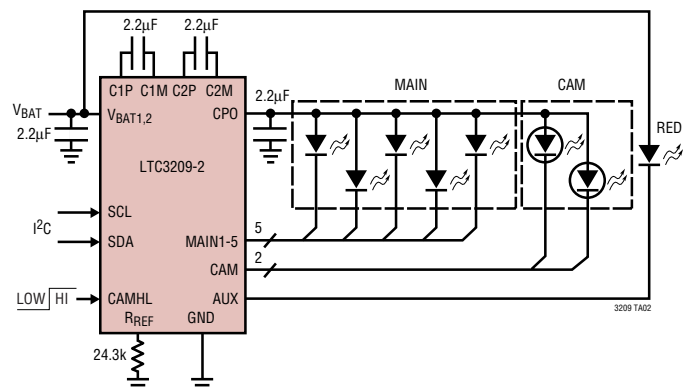 2.2µF 2.2µF
C1P C1M C2P C2M
VBAT
VBAT1,2
CPO
2.2µF
2.2µF
MAIN
CAM
RED
LTC3209-2
SCL
I2C
SDA
MAIN1-5
5
CAM
2
LOW HI
CAMHL
AUX
RREF
GND
24.3k
3209 TA02